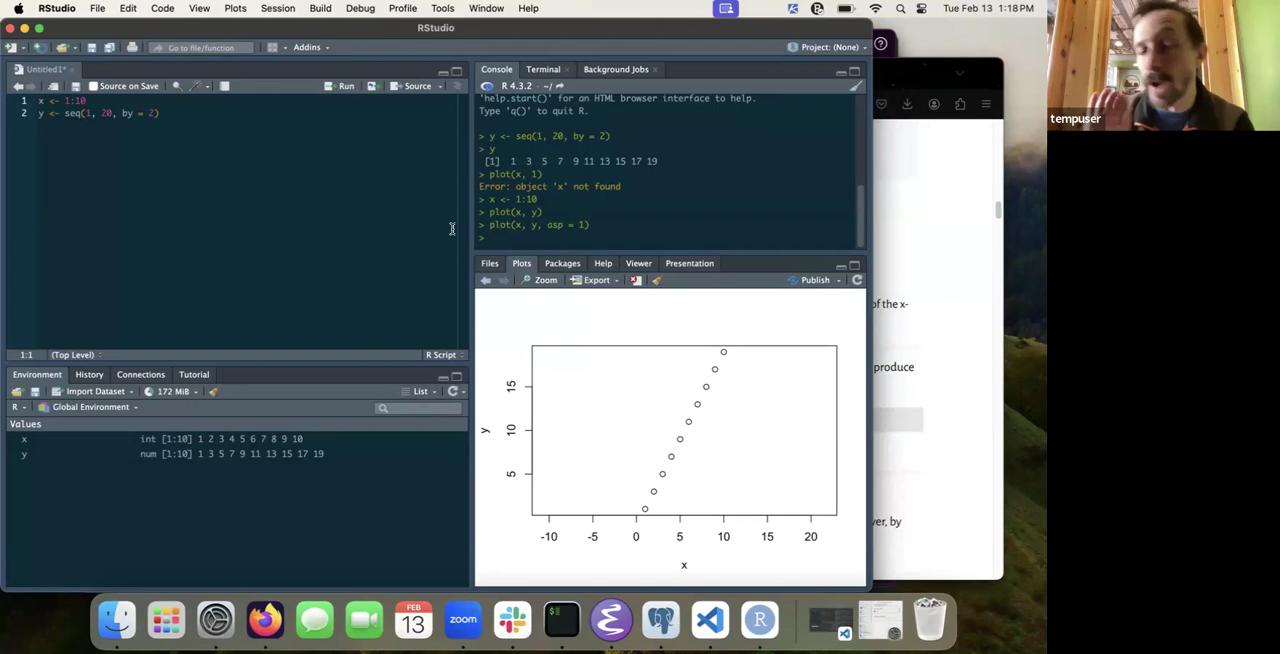 RStudio File Edit Code View Plots Session Build Debug Profile Tools Window Help Tue Feb 13 1:18 PM
RStudio
Go to file/function Addins Project: (None)
Untitled1*
Source on Save Run Source
1 x <- 1:10
2 y <- seq(1, 20, by = 2)
1:1 (Top Level) R Script
Console Terminal Background Jobs
R 4.3.2 · ~/
'help.start()' for an HTML browser interface to help.
Type 'q()' to quit R.
> y <- seq(1, 20, by = 2)
> y
[1] 1 3 5 7 9 11 13 15 17 19
> plot(x, 1)
Error: object 'x' not found
> x <- 1:10
> plot(x, y)
> plot(x, y, asp = 1)
>
Environment History Connections Tutorial
Import Dataset 172 MiB List
R Global Environment
Values
x int [1:10] 1 2 3 4 5 6 7 8 9 10
y num [1:10] 1 3 5 7 9 11 13 15 17 19
Files Plots Packages Help Viewer Presentation
Zoom Export Publish
15
10
5
y
-10 -5 0 5 10 15 20
x
of the x-
produce
ver, by
tempuser
FEB
13
zoom
$
R